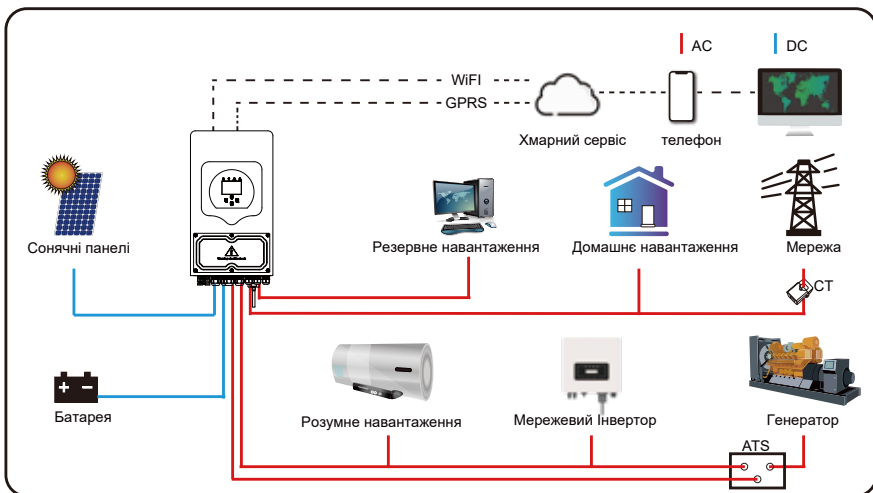 AC
DC
WiFI
GPRS
Хмарний сервіс
телефон
Сонячні панелі
Резервне навантаження
Домашнє навантаження
Мережа
CT
Батарея
Розумне навантаження
Мережевий Інвертор
Генератор
ATS